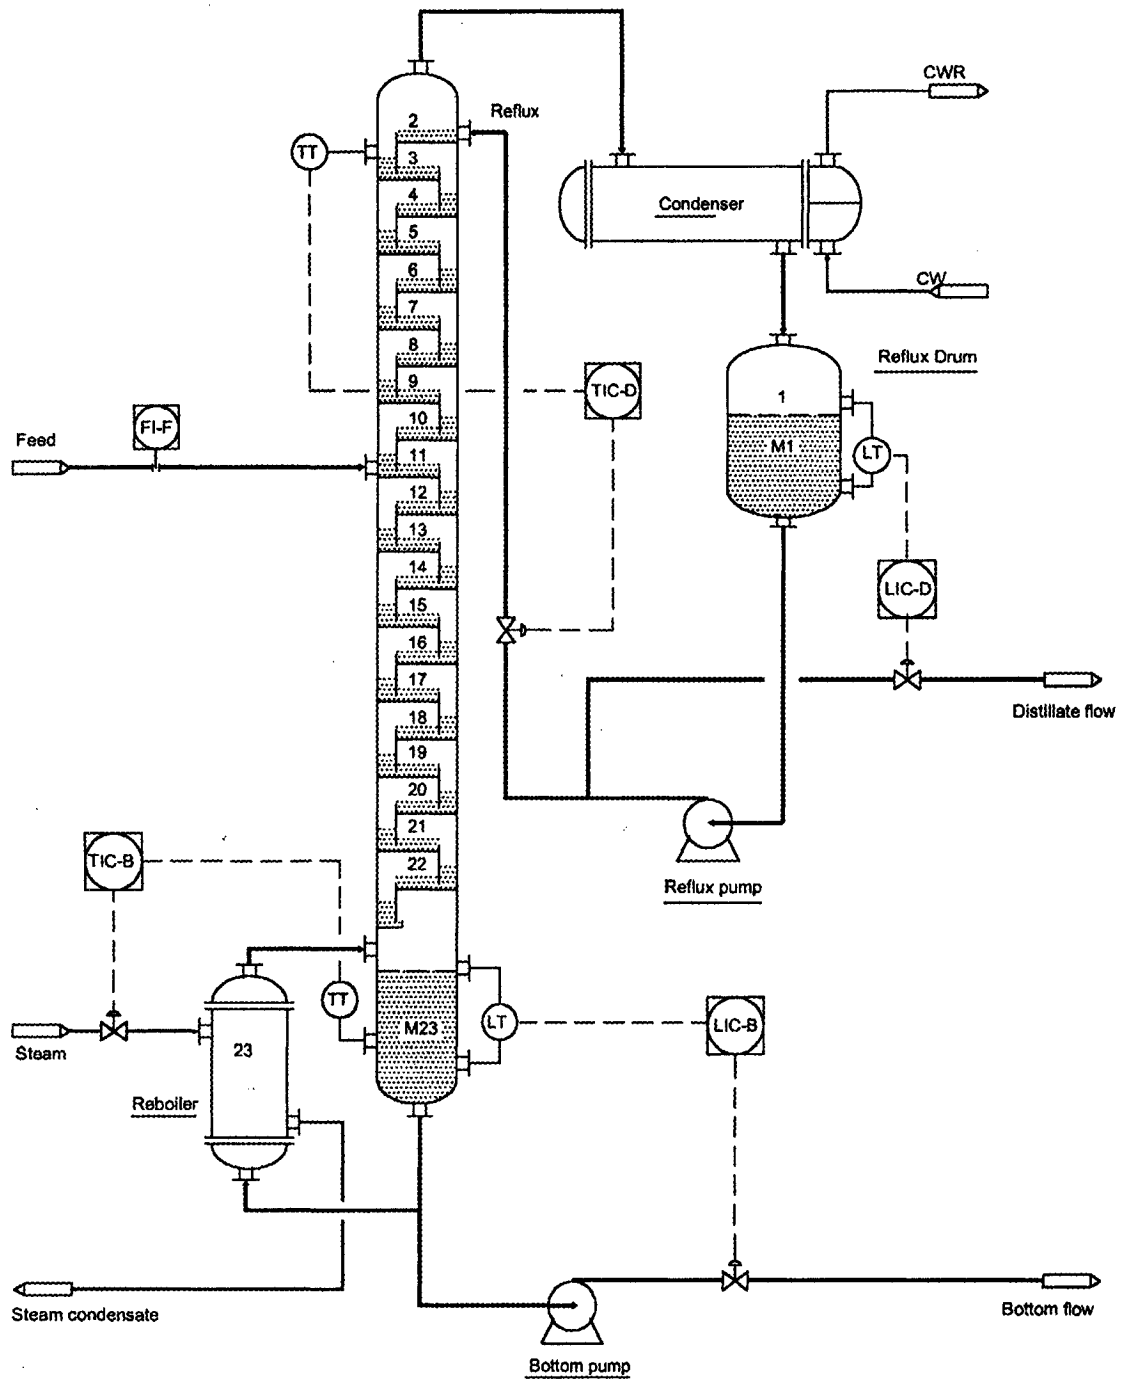 CWR
Reflux
2
TT
3
4
Condenser
5
6
CW
7
8
Reflux Drum
9
TIC-D
1
10
FI-F
Feed
M1
LT
11
12
13
14
LIC-D
15
16
17
Distillate flow
18
19
20
21
TIC-B
22
Reflux pump
TT
M23
LT
LIC-B
Steam
23
Reboiler
Steam condensate
Bottom flow
Bottom pump